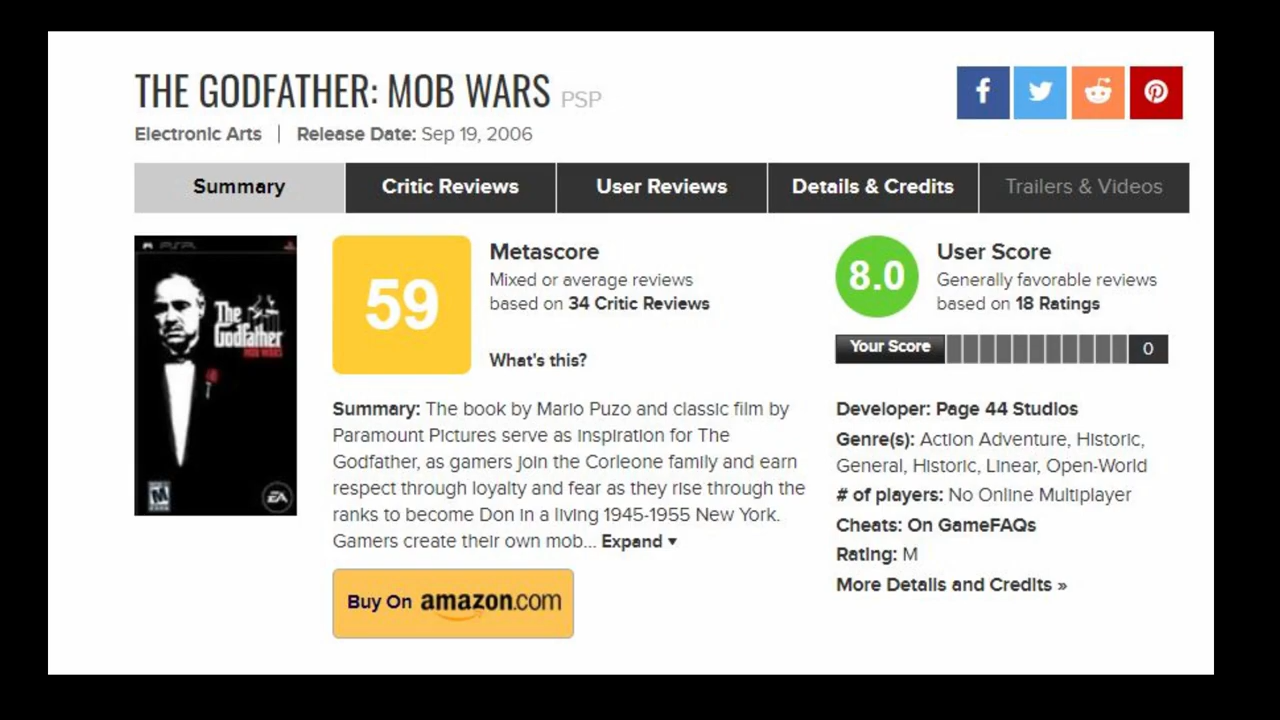 THE GODFATHER: MOB WARS PSP
Electronic Arts | Release Date: Sep 19, 2006
Summary
Critic Reviews
User Reviews
Details & Credits
Trailers & Videos
PSP
The
Godfather
MOB WARS
M
EA
59
Metascore
Mixed or average reviews
based on 34 Critic Reviews
What's this?
8.0
User Score
Generally favorable reviews
based on 18 Ratings
Your Score
0
Summary: The book by Mario Puzo and classic film by
Paramount Pictures serve as inspiration for The
Godfather, as gamers join the Corleone family and earn
respect through loyalty and fear as they rise through the
ranks to become Don in a living 1945-1955 New York.
Gamers create their own mob... Expand ▾
Buy On amazon.com
Developer: Page 44 Studios
Genre(s): Action Adventure, Historic,
General, Historic, Linear, Open-World
# of players: No Online Multiplayer
Cheats: On GameFAQs
Rating: M
More Details and Credits »